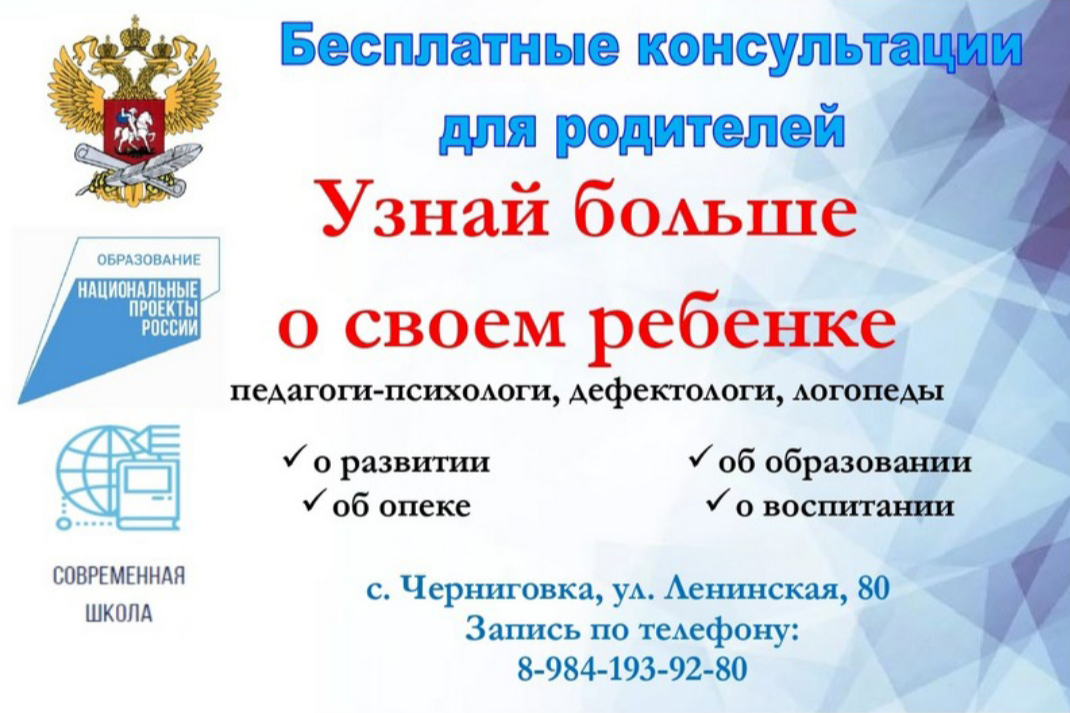 Бесплатные консультации
для родителей
Узнай больше
о своем ребенке
педагоги-психологи, дефектологи, логопеды
✓ о развитии
✓ об опеке
✓ об образовании
✓ о воспитании
с. Черниговка, ул. Ленинская, 80
Запись по телефону:
8-984-193-92-80
ОБРАЗОВАНИЕ
НАЦИОНАЛЬНЫЕ
ПРОЕКТЫ
РОССИИ
СОВРЕМЕННАЯ
ШКОЛА